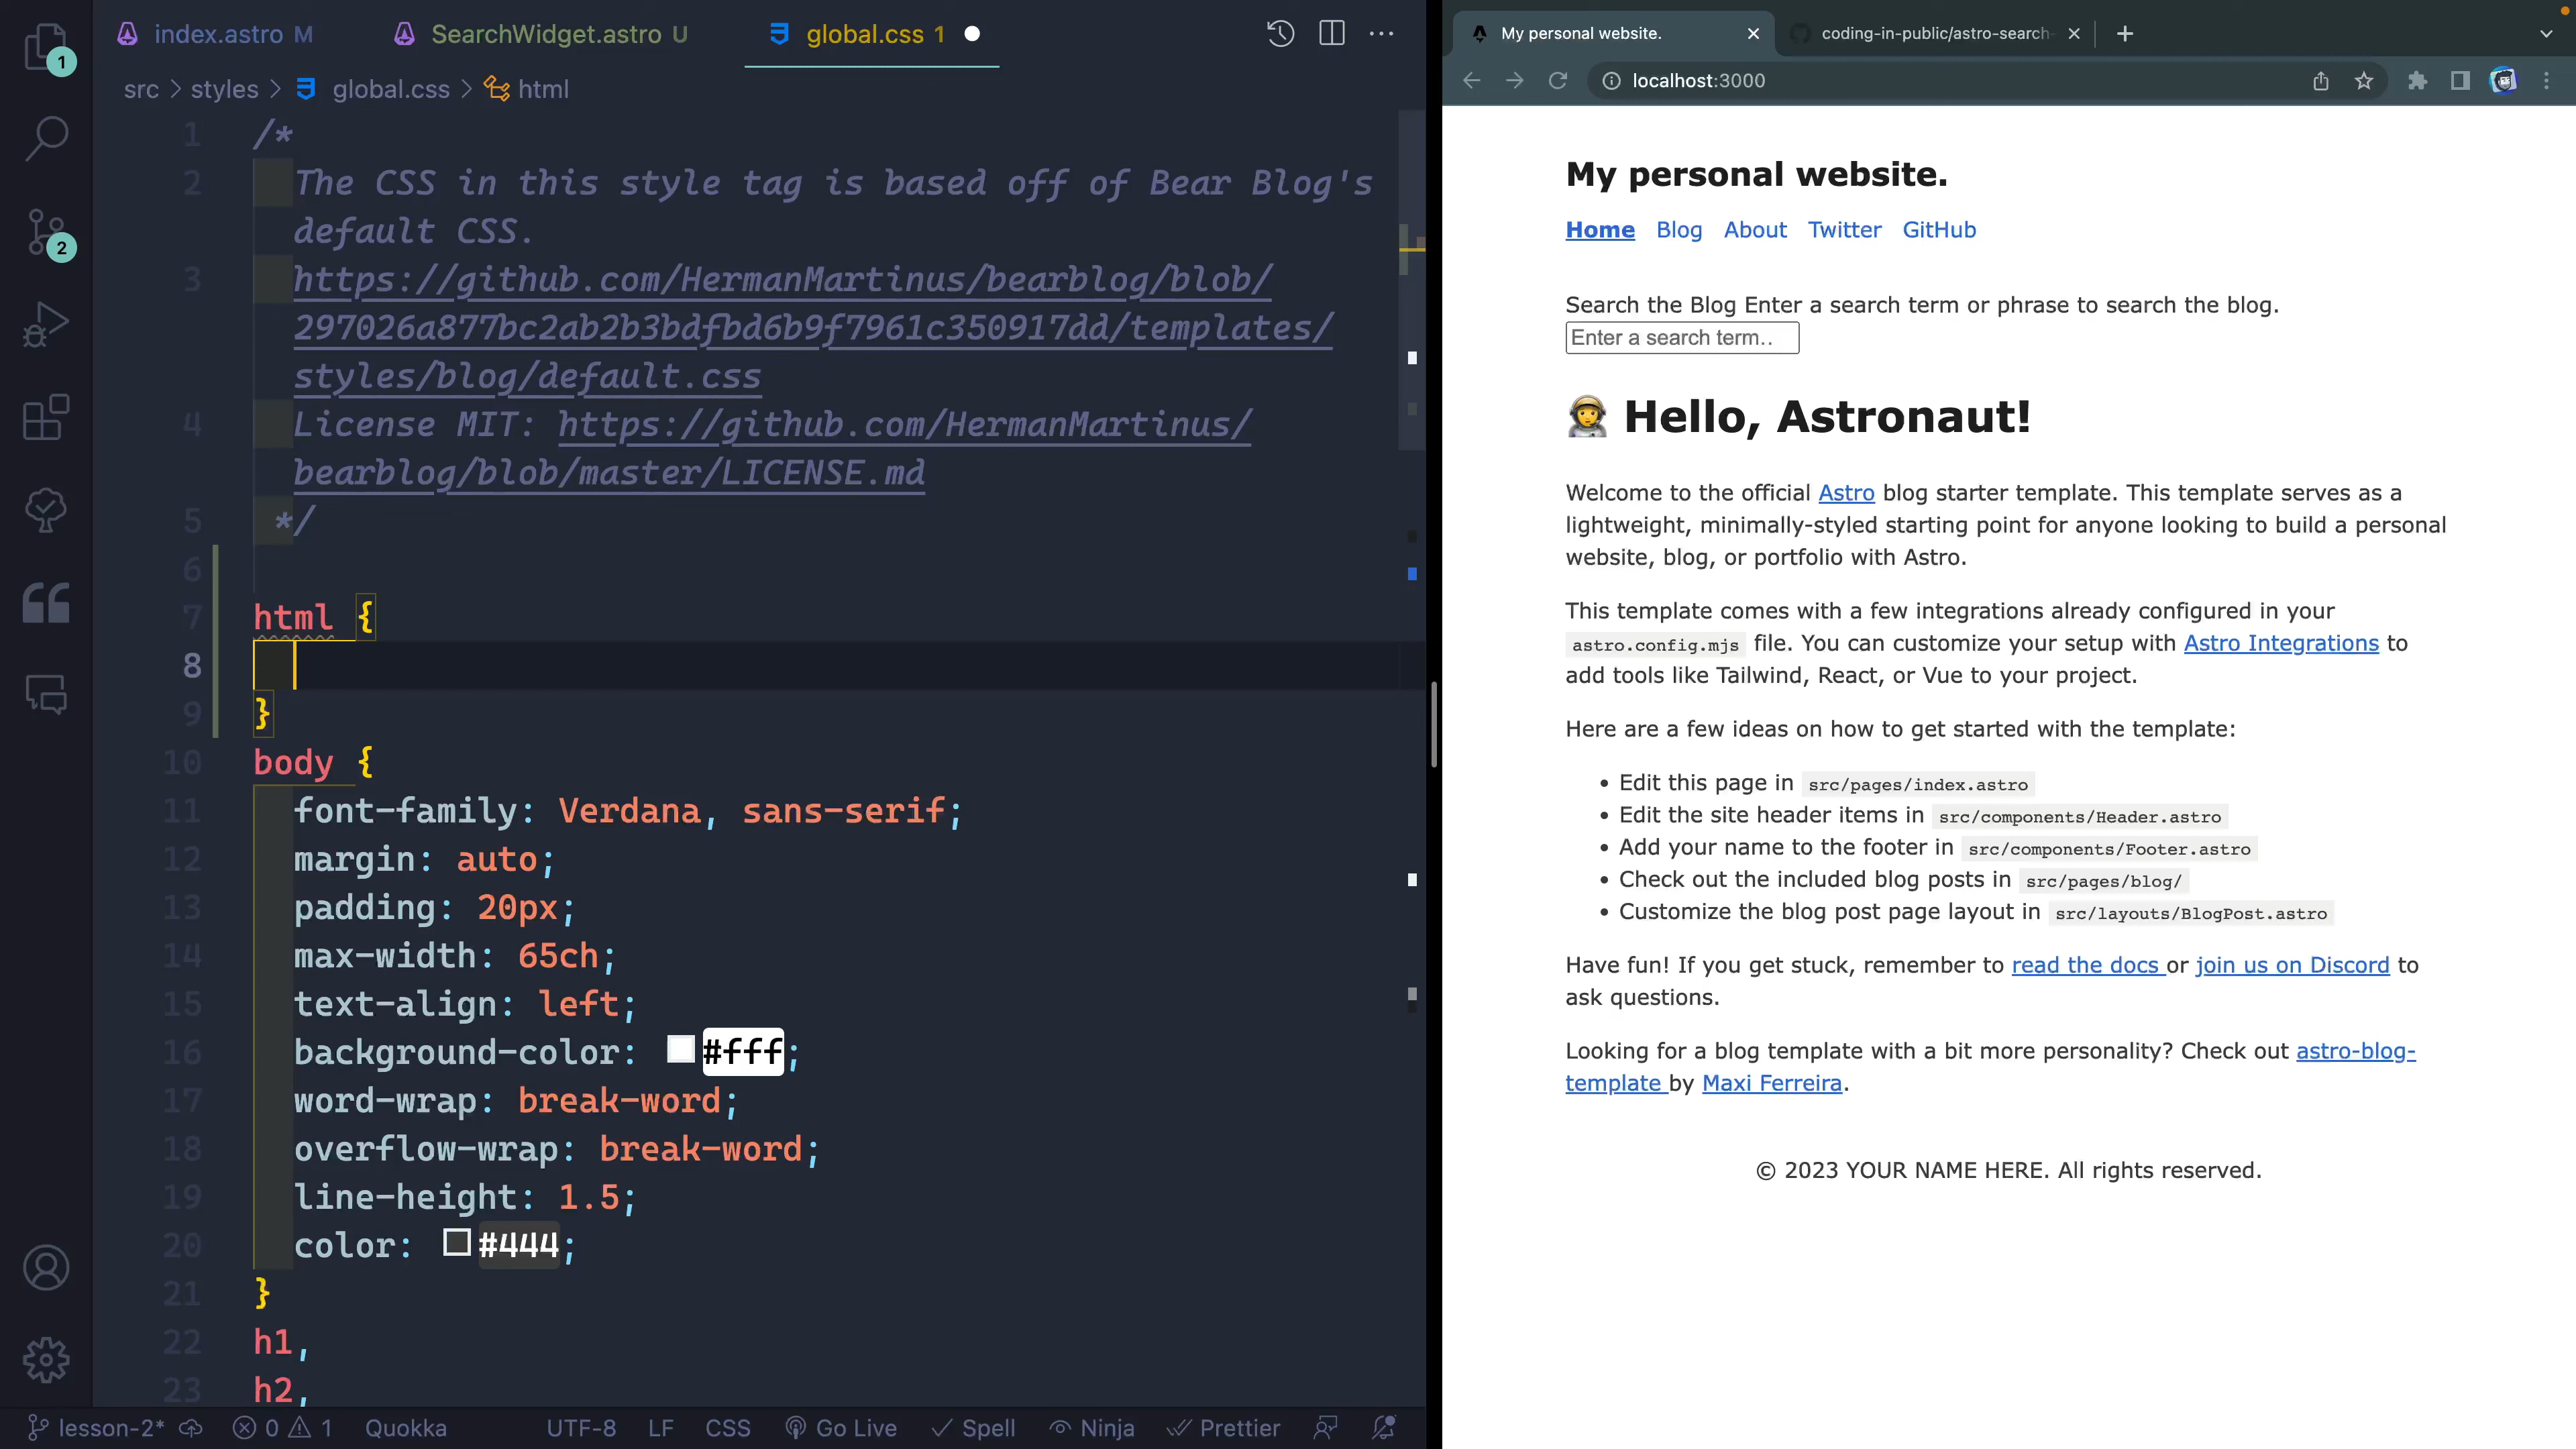 index.astro M
SearchWidget.astro U
global.css 1
src > styles > global.css > html
1 /*
2 The CSS in this style tag is based off of Bear Blog's
default CSS.
3 https://github.com/HermanMartinus/bearblog/blob/
297026a877bc2ab2b3bdfbd6b9f7961c350917dd/templates/
styles/blog/default.css
4 License MIT: https://github.com/HermanMartinus/
bearblog/blob/master/LICENSE.md
5 */
6
7 html {
8
9 }
10 body {
11 font-family: Verdana, sans-serif;
12 margin: auto;
13 padding: 20px;
14 max-width: 65ch;
15 text-align: left;
16 background-color: #fff;
17 word-wrap: break-word;
18 overflow-wrap: break-word;
19 line-height: 1.5;
20 color: #444;
21 }
22 h1,
23 h2,
1
2
lesson-2* 0 1 Quokka UTF-8 LF CSS Go Live Spell Ninja Prettier
My personal website.
coding-in-public/astro-search-
localhost:3000
My personal website.
Home Blog About Twitter GitHub
Search the Blog Enter a search term or phrase to search the blog.
Enter a search term..
Hello, Astronaut!
Welcome to the official Astro blog starter template. This template serves as a
lightweight, minimally-styled starting point for anyone looking to build a personal
website, blog, or portfolio with Astro.
This template comes with a few integrations already configured in your
astro.config.mjs file. You can customize your setup with Astro Integrations to
add tools like Tailwind, React, or Vue to your project.
Here are a few ideas on how to get started with the template:
• Edit this page in src/pages/index.astro
• Edit the site header items in src/components/Header.astro
• Add your name to the footer in src/components/Footer.astro
• Check out the included blog posts in src/pages/blog/
• Customize the blog post page layout in src/layouts/BlogPost.astro
Have fun! If you get stuck, remember to read the docs or join us on Discord to
ask questions.
Looking for a blog template with a bit more personality? Check out astro-blog-
template by Maxi Ferreira.
© 2023 YOUR NAME HERE. All rights reserved.